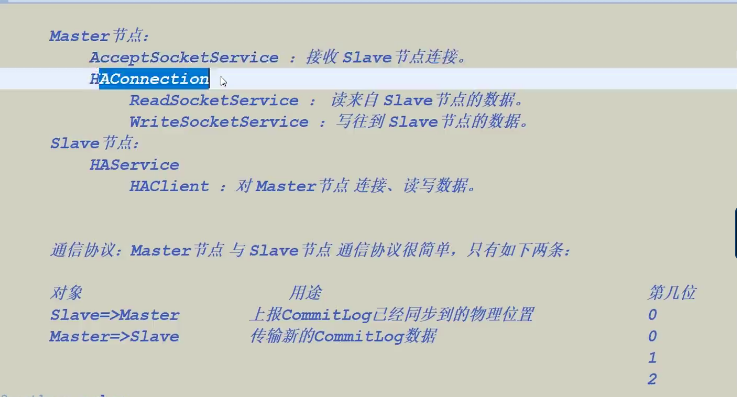 Master节点：
AcceptSocketService ：接收 Slave节点连接。
HAConnection
ReadSocketService ： 读来自 Slave节点的数据。
WriteSocketService ：写往到 Slave节点的数据。
Slave节点：
HAService
HAClient ：对 Master节点 连接、读写数据。
通信协议：Master节点 与 Slave节点 通信协议很简单，只有如下两条：
对象 用途 第几位
Slave=>Master 上报CommitLog已经同步到的物理位置 0
Master=>Slave 传输新的CommitLog数据 0
1
2